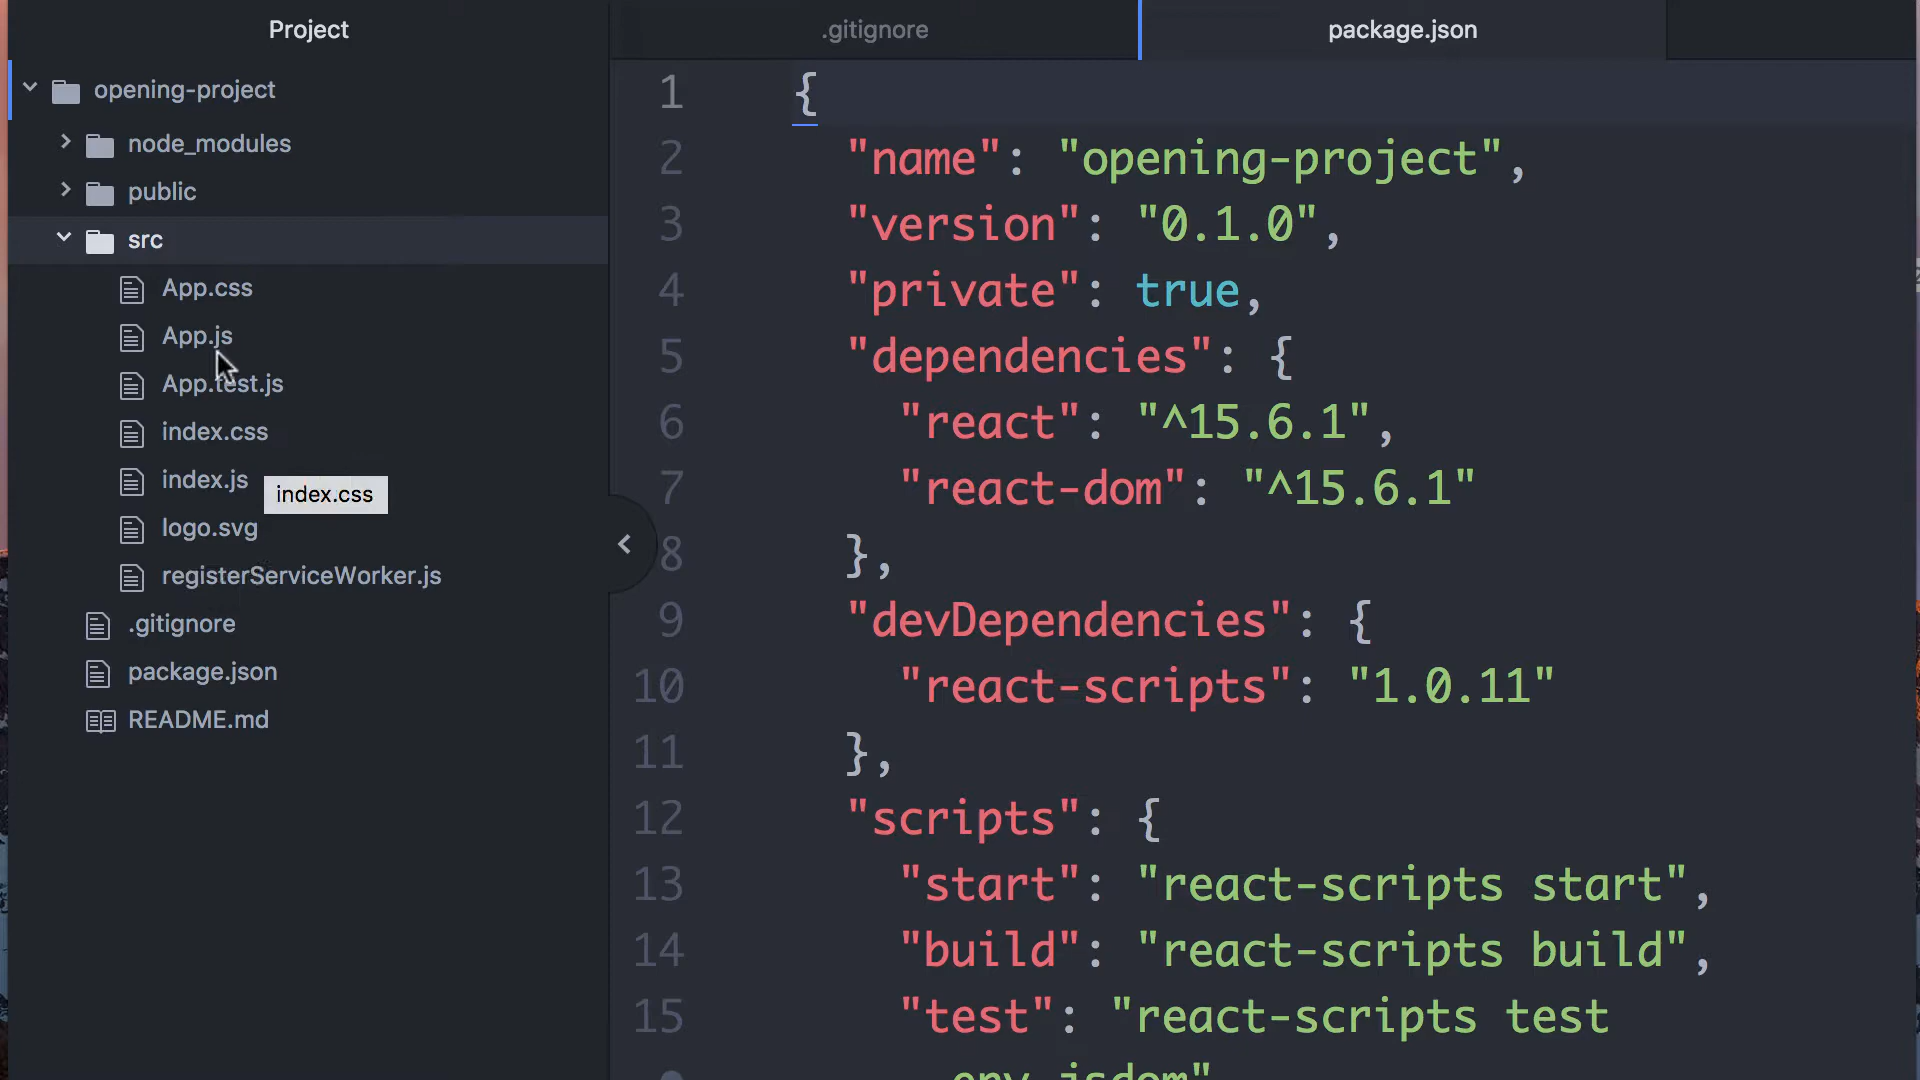 Project
opening-project
node_modules
public
src
App.css
App.js
App.test.js
index.css
index.js
index.css
logo.svg
registerServiceWorker.js
.gitignore
package.json
README.md
.gitignore
package.json
1 {
2 "name": "opening-project",
3 "version": "0.1.0",
4 "private": true,
5 "dependencies": {
6 "react": "^15.6.1",
7 "react-dom": "^15.6.1"
8 },
9 "devDependencies": {
10 "react-scripts": "1.0.11"
11 },
12 "scripts": {
13 "start": "react-scripts start",
14 "build": "react-scripts build",
15 "test": "react-scripts test
env jsdom"